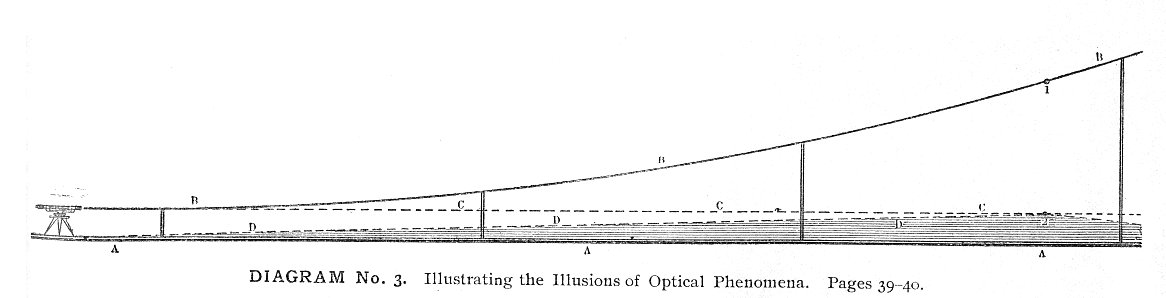 B
I
B
B
C
C
C
D
D
D
A
A
A
DIAGRAM No. 3. Illustrating the Illusions of Optical Phenomena. Pages 39–40.